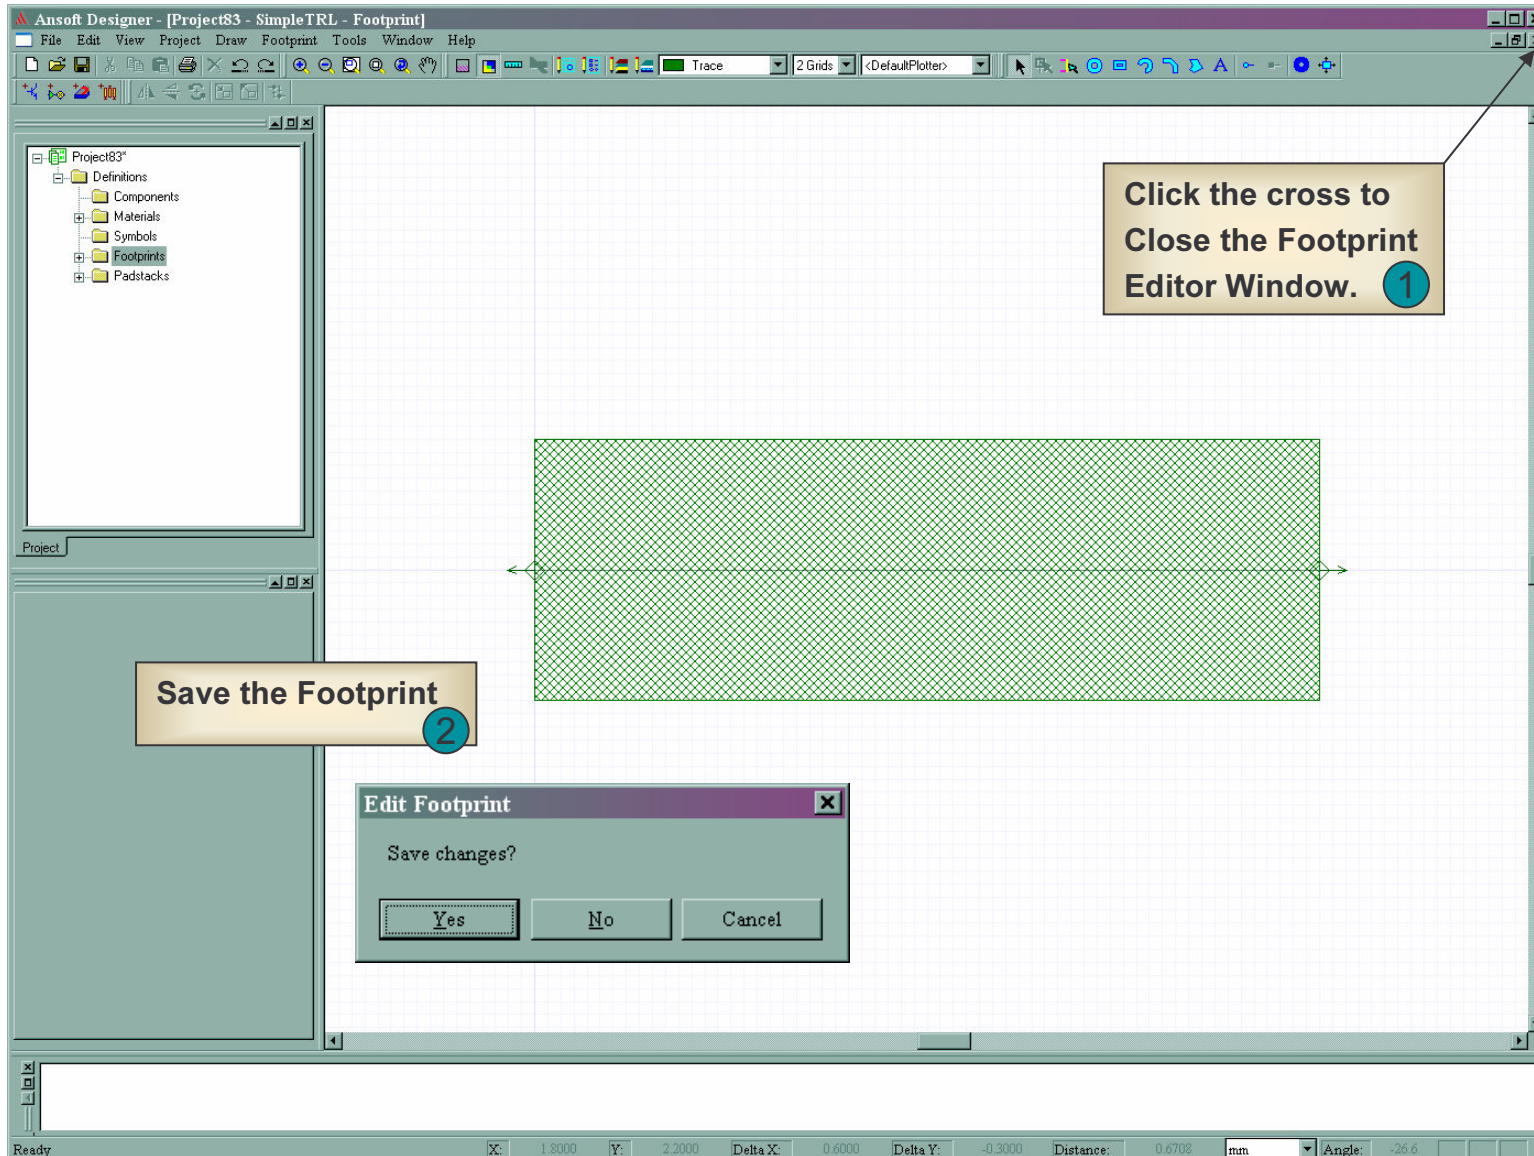 Ansoft Designer - [Project83 - SimpleTRL - Footprint]
File Edit View Project Draw Footprint Tools Window Help
Trace 2 Grids <DefaultPlotter>
Project83*
Definitions
Components
Materials
Symbols
Footprints
Padstacks
Project
Click the cross to
Close the Footprint
Editor Window. 1
Save the Footprint
2
Edit Footprint
Save changes?
Yes No Cancel
Ready X: 1.8000 Y: 2.2000 Delta X: 0.6000 Delta Y: -0.3000 Distance: 0.6708 mm Angle: -26.6